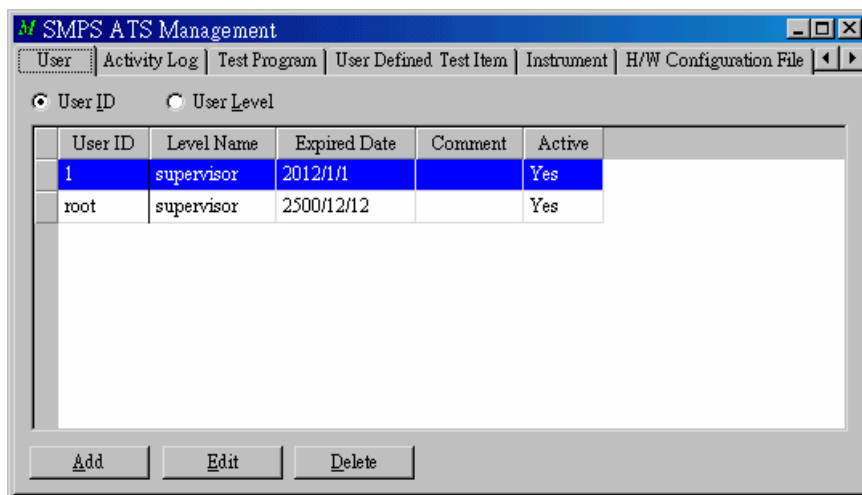 M SMPS ATS Management
User Activity Log Test Program User Defined Test Item Instrument H/W Configuration File
User ID User Level
User ID Level Name Expired Date Comment Active
1 supervisor 2012/1/1 Yes
root supervisor 2500/12/12 Yes
Add Edit Delete